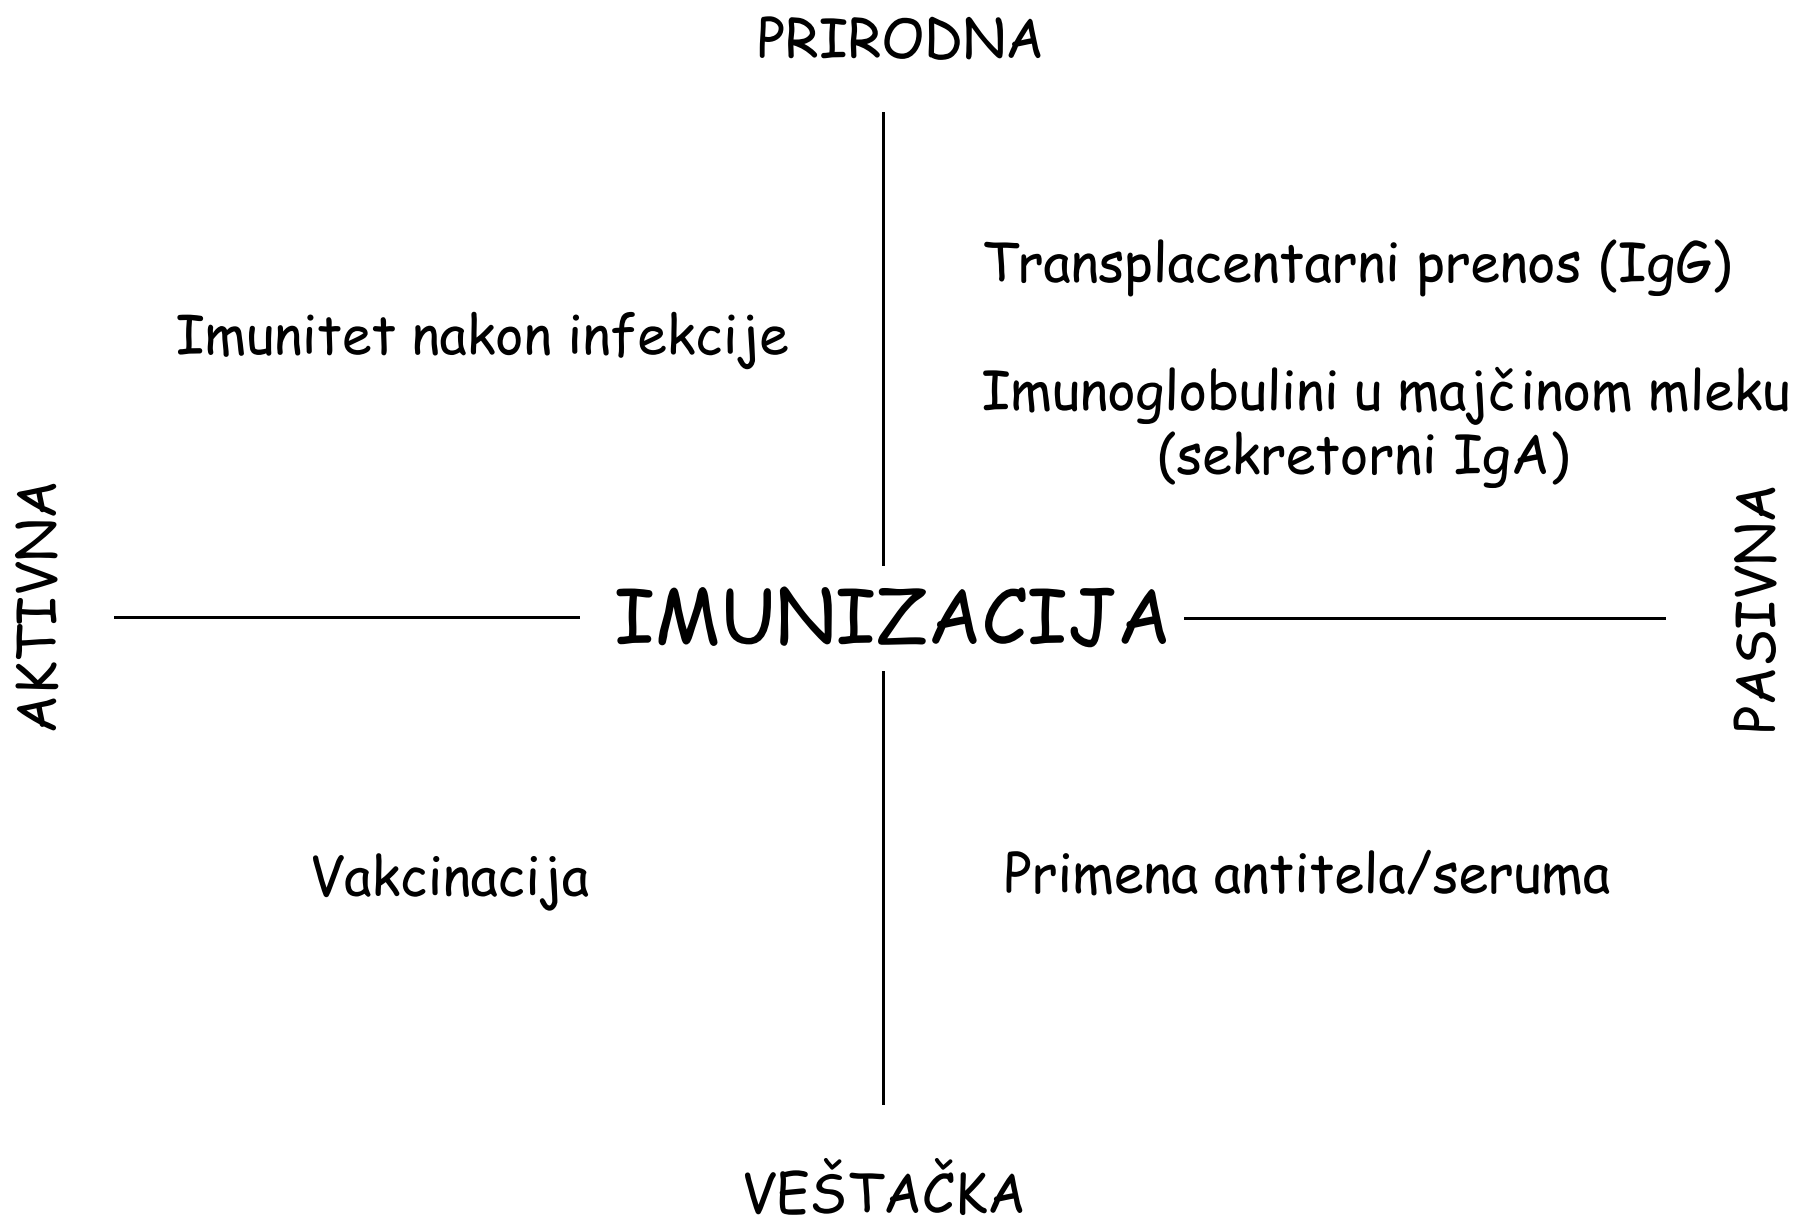 PRIRODNA
Transplacentarni prenos (IgG)
Imunitet nakon infekcije
Imunoglobulini u majčinom mleku
(sekretorni IgA)
AKTIVNA
IMUNIZACIJA
PASIVNA
Vakcinacija
Primena antitela/seruma
VEŠTAČKA